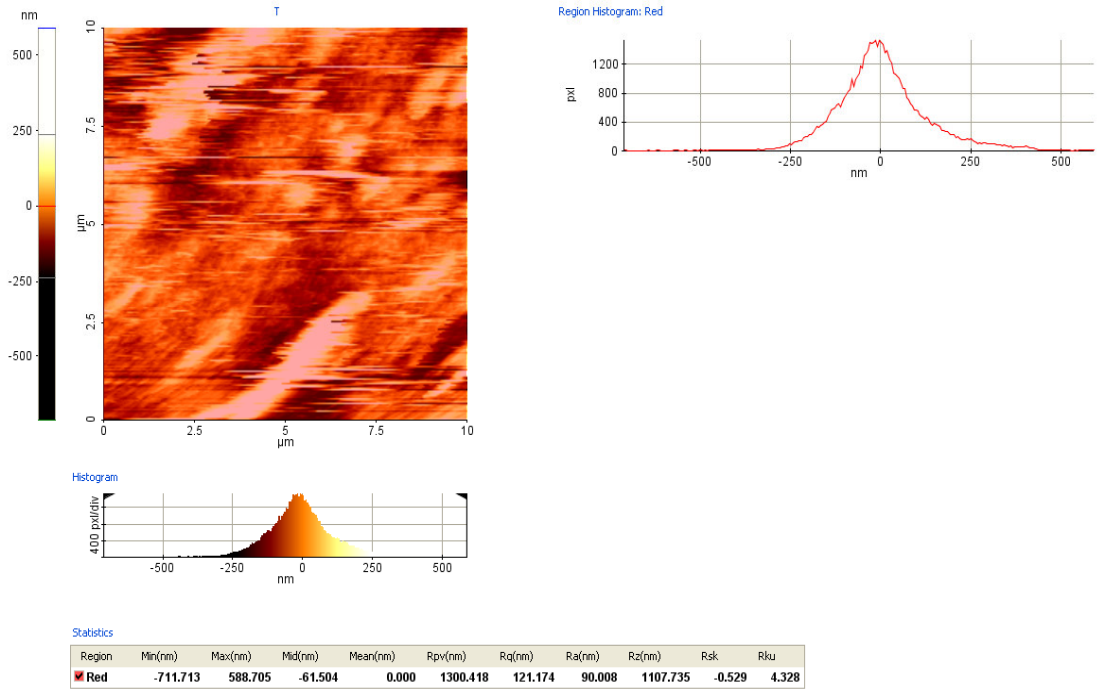 nm
500
250
0
-250
-500
T
10
7.5
µm
5
2.5
0
0 2.5 5 7.5 10
µm
Region Histogram: Red
1200
pxl
800
400
0
-500 -250 0 250 500
nm
Histogram
400 pxl/div
-500 -250 0 250 500
nm
Statistics
Region Min(nm) Max(nm) Mid(nm) Mean(nm) Rpv(nm) Rq(nm) Ra(nm) Rz(nm) Rsk Rku
Red -711.713 588.705 -61.504 0.000 1300.418 121.174 90.008 1107.735 -0.529 4.328